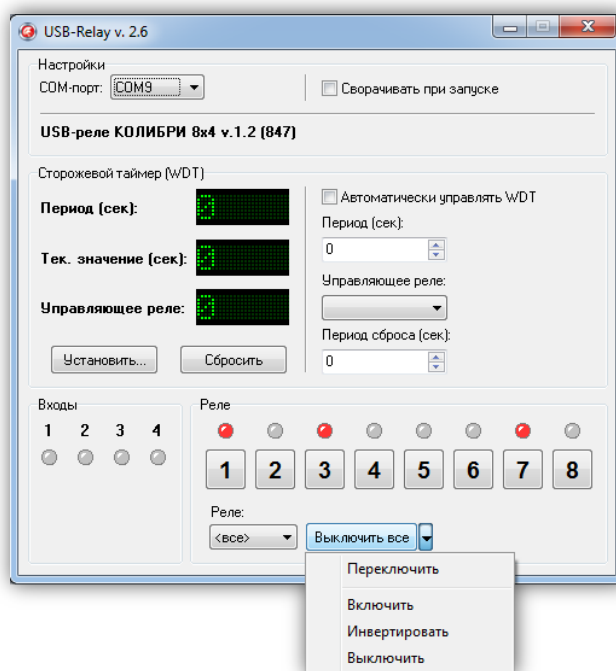 USB-Relay v. 2.6
Настройки
COM-порт: COM9
Сворачивать при запуске
USB-реле КОЛИБРИ 8x4 v.1.2 (847)
Сторожевой таймер (WDT)
Период (сек): 0
Тек. значение (сек): 0
Управляющее реле: 0
Установить... Сбросить
Автоматически управлять WDT
Период (сек):
0
Управляющее реле:
Период сброса (сек):
0
Входы
1 2 3 4
Реле
1 2 3 4 5 6 7 8
Реле:
<все> Выключить все
Переключить
Включить
Инвертировать
Выключить